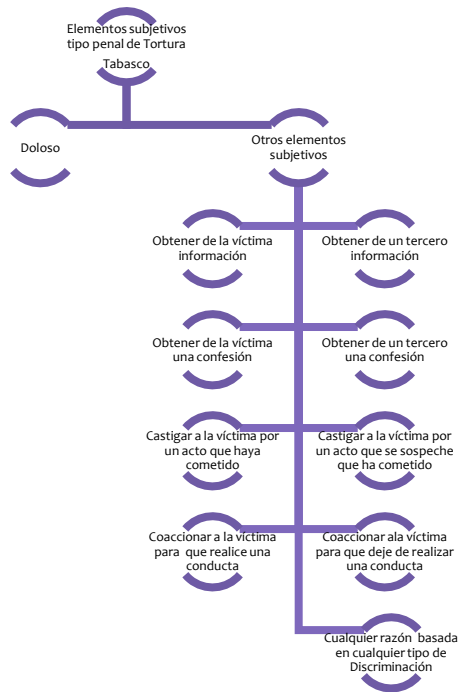 Elementos subjetivos
tipo penal de Tortura
Tabasco
Doloso
Otros elementos
subjetivos
Obtener de la víctima
información
Obtener de un tercero
información
Obtener de la víctima
una confesión
Obtener de un tercero
una confesión
Castigar a la víctima por
un acto que haya
cometido
Castigar a la víctima por
un acto que se sospeche
que ha cometido
Coaccionar a la víctima
para que realice una
conducta
Coaccionar ala víctima
para que deje de realizar
una conducta
Cualquier razón basada
en cualquier tipo de
Discriminación